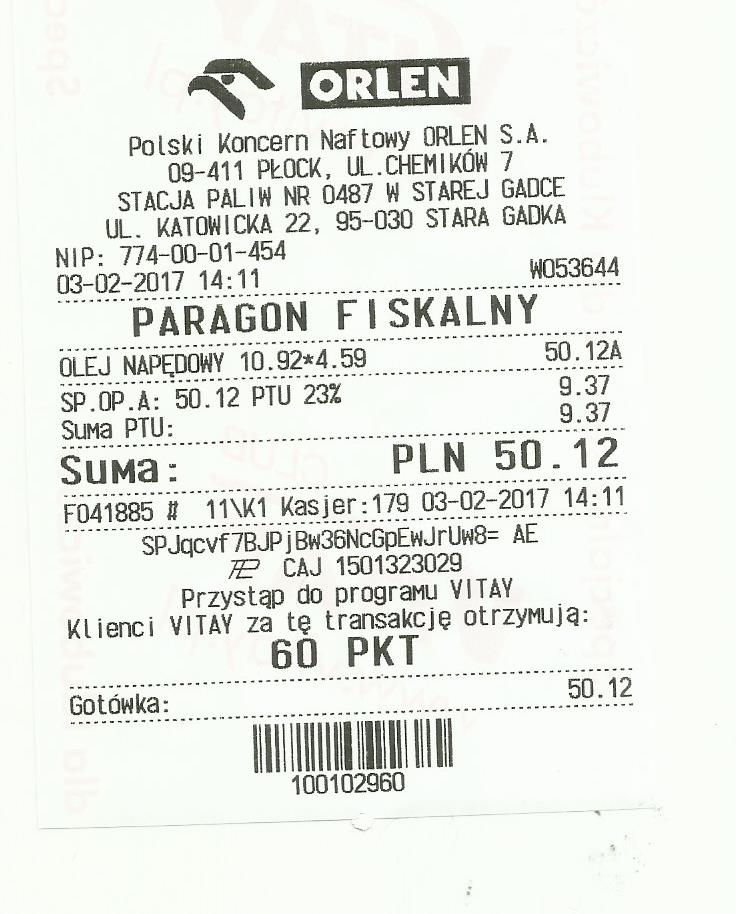 ORLEN
Polski Koncern Naftowy ORLEN S.A.
09-411 PŁOCK, UL.CHEMIKÓW 7
STACJA PALIW NR 0487 W STAREJ GADCE
UL. KATOWICKA 22, 95-030 STARA GADKA
NIP: 774-00-01-454
03-02-2017 14:11 W053644
PARAGON FISKALNY
OLEJ NAPĘDOWY 10.92*4.59 50.12A
SP.OP.A: 50.12 PTU 23% 9.37
Suma PTU: 9.37
Suma: PLN 50.12
F041885 # 11\K1 Kasjer:179 03-02-2017 14:11
SPJqcvf7BJPjBw36NcGpEwJrUw8= AE
CAJ 1501323029
Przystąp do programu VITAY
Klienci VITAY za tę transakcję otrzymują:
60 PKT
Gotówka: 50.12
100102960